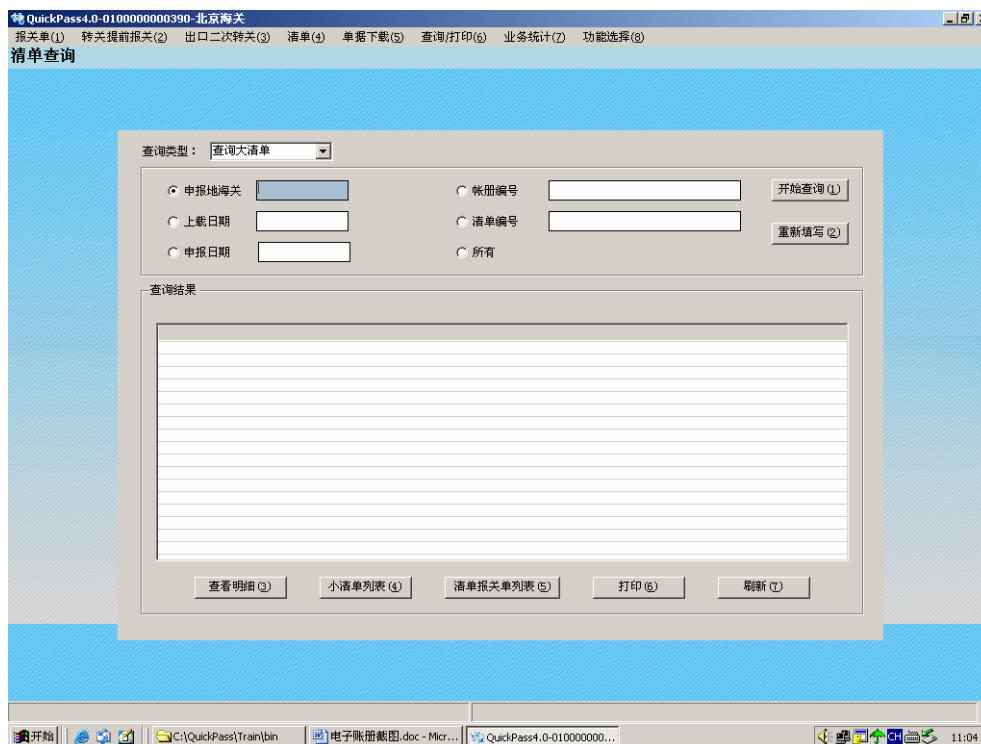 QuickPass4.0-0100000000390-北京海关
报关单(1) 转关提前报关(2) 出口二次转关(3) 清单(4) 单据下载(5) 查询/打印(6) 业务统计(7) 功能选择(8)
清单查询
查询类型： 查询大清单
申报地海关 帐册编号 开始查询(1)
上载日期 清单编号 重新填写(2)
申报日期 所有
查询结果
查看明细(3) 小清单列表(4) 清单报关单列表(5) 打印(6) 刷新(7)
开始 C:\QuickPass\Train\bin 电子账册截图.doc - Micr... QuickPass4.0-010000000... CH 11:04